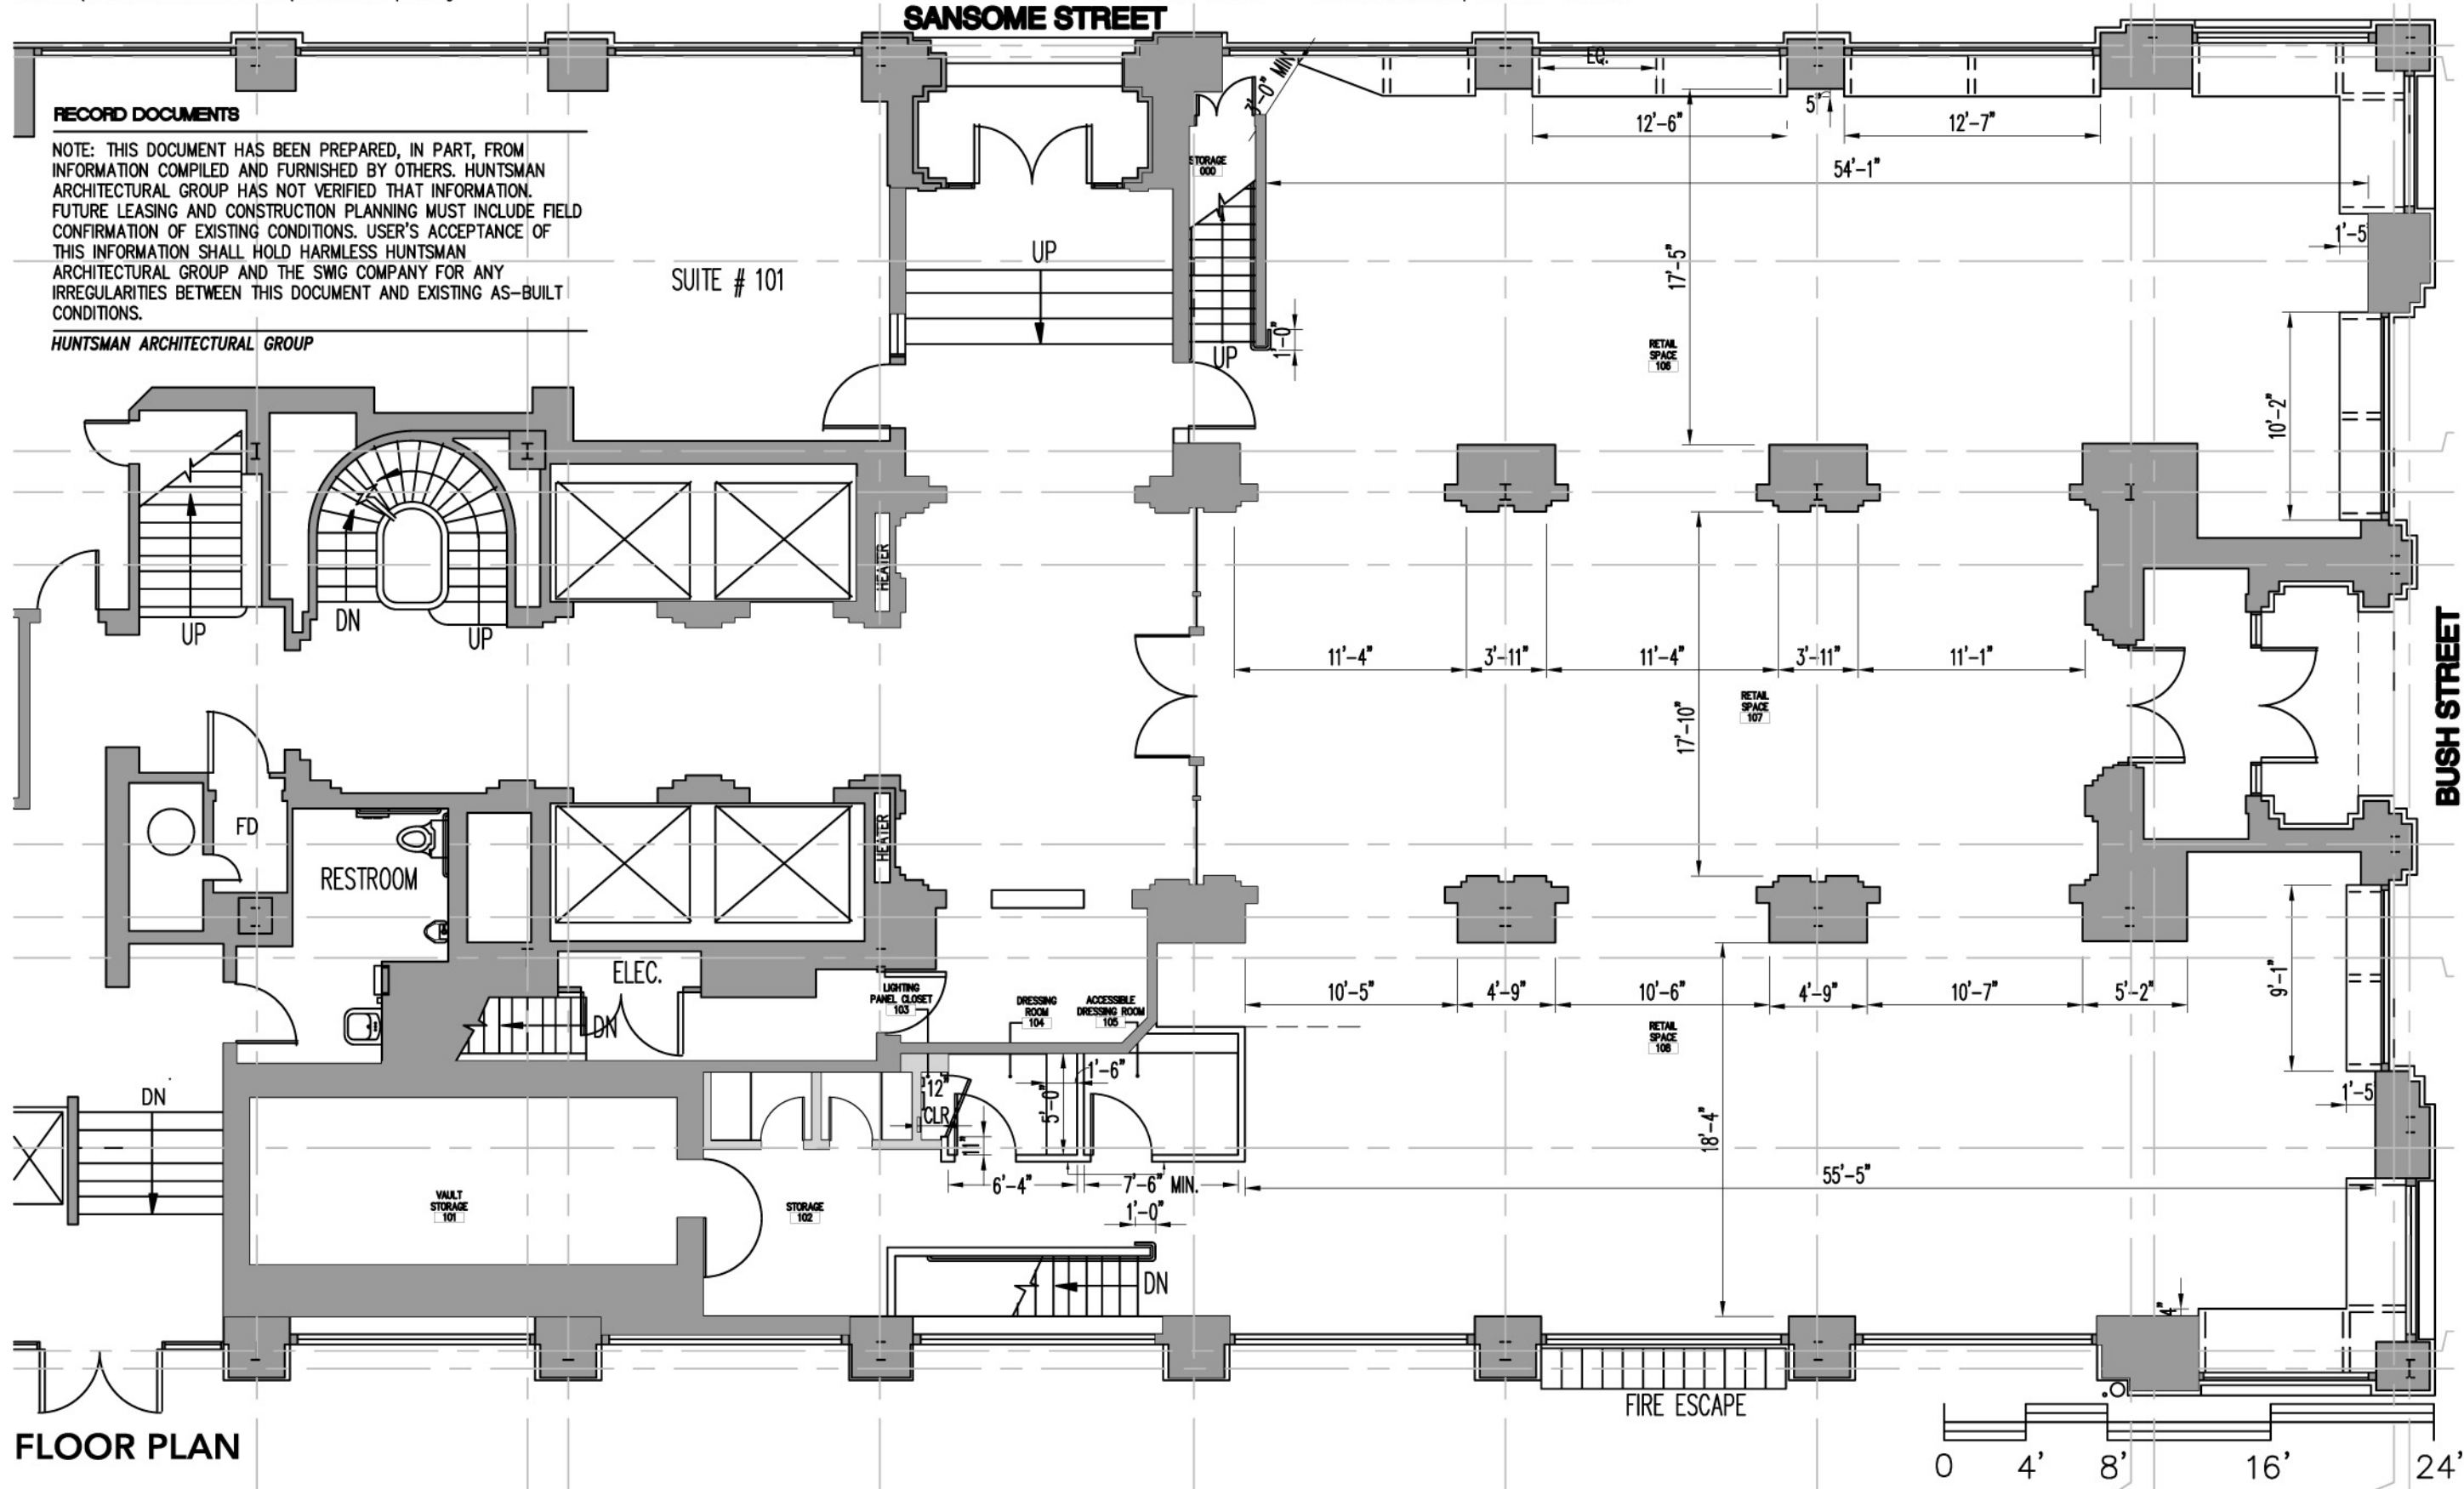 SANSOME STREET
RECORD DOCUMENTS
NOTE: THIS DOCUMENT HAS BEEN PREPARED, IN PART, FROM
INFORMATION COMPILED AND FURNISHED BY OTHERS. HUNTSMAN
ARCHITECTURAL GROUP HAS NOT VERIFIED THAT INFORMATION.
FUTURE LEASING AND CONSTRUCTION PLANNING MUST INCLUDE FIELD
CONFIRMATION OF EXISTING CONDITIONS. USER'S ACCEPTANCE OF
THIS INFORMATION SHALL HOLD HARMLESS HUNTSMAN
ARCHITECTURAL GROUP AND THE SWIG COMPANY FOR ANY
IRREGULARITIES BETWEEN THIS DOCUMENT AND EXISTING AS-BUILT
CONDITIONS.
HUNTSMAN ARCHITECTURAL GROUP
SUITE # 101
UP
STORAGE
000
3'-0" MIN
EQ.
12'-6"
5"
12'-7"
54'-1"
17'-5"
1'-5
UP
1'-0"
RETAIL
SPACE
106
10'-2"
UP
DN
UP
HEATER
11'-4"
3'-11"
11'-4"
3'-11"
11'-1"
RETAIL
SPACE
107
17'-10"
BUSH STREET
FD
RESTROOM
HEATER
ELEC.
DN
LIGHTING
PANEL CLOSET
103
DRESSING
ROOM
104
ACCESSIBLE
DRESSING ROOM
105
10'-5"
4'-9"
10'-6"
4'-9"
10'-7"
5'-2"
9'-1"
RETAIL
SPACE
108
1'-5
DN
12"
CLR
11"
5'-0"
1'-6"
18'-4"
6'-4"
7'-6" MIN.
1'-0"
55'-5"
VAULT
STORAGE
101
STORAGE
102
DN
4"
FIRE ESCAPE
FLOOR PLAN
0 4' 8' 16' 24'